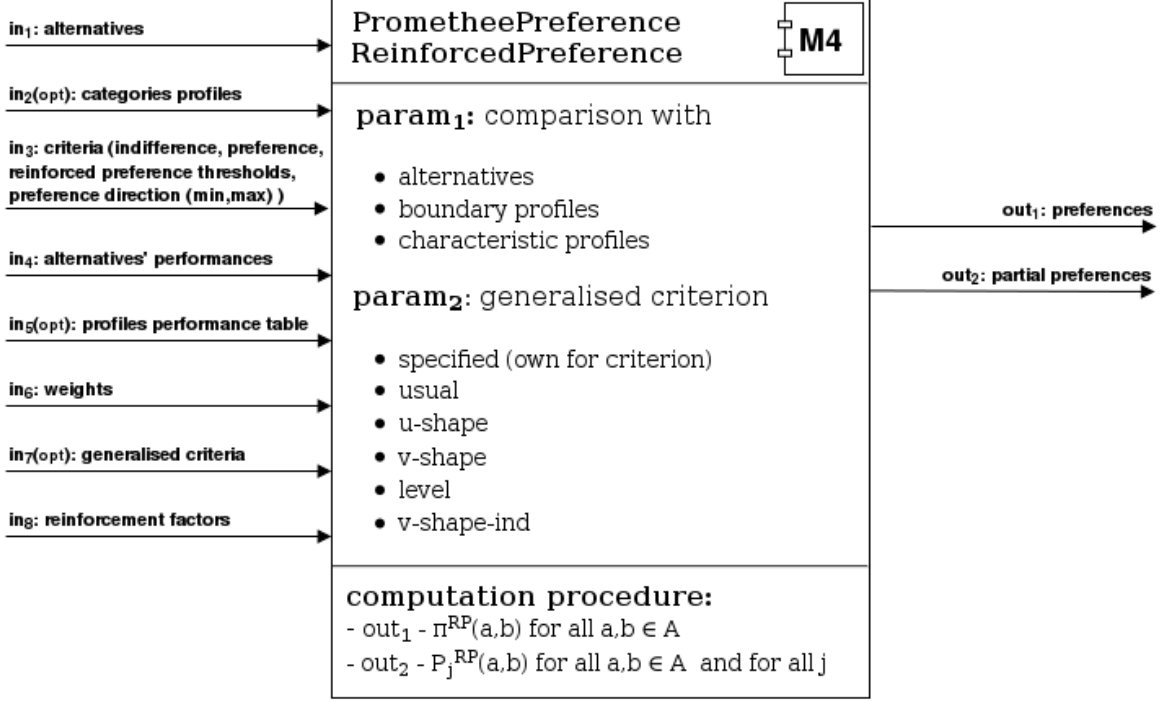 in₁: alternatives
in₂(opt): categories profiles
in₃: criteria (indifference, preference,
reinforced preference thresholds,
preference direction (min,max) )
in₄: alternatives' performances
in₅(opt): profiles performance table
in₆: weights
in₇(opt): generalised criteria
in₈: reinforcement factors
PrometheePreference
ReinforcedPreference
M4
param₁: comparison with
• alternatives
• boundary profiles
• characteristic profiles
param₂: generalised criterion
• specified (own for criterion)
• usual
• u-shape
• v-shape
• level
• v-shape-ind
computation procedure:
- out₁ - π^RP(a,b) for all a,b ∈ A
- out₂ - Pⱼ^RP(a,b) for all a,b ∈ A and for all j
out₁: preferences
out₂: partial preferences